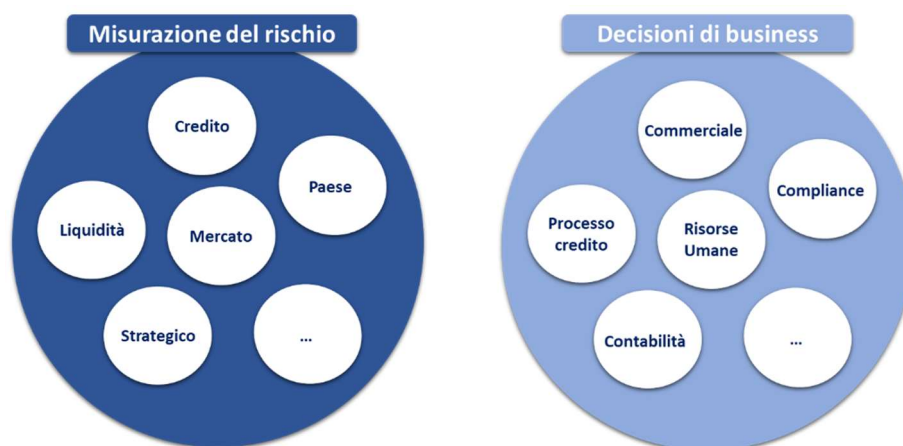 Misurazione del rischio
Credito
Paese
Liquidità
Mercato
Strategico
...
Decisioni di business
Commerciale
Compliance
Processo
credito
Risorse
Umane
Contabilità
...